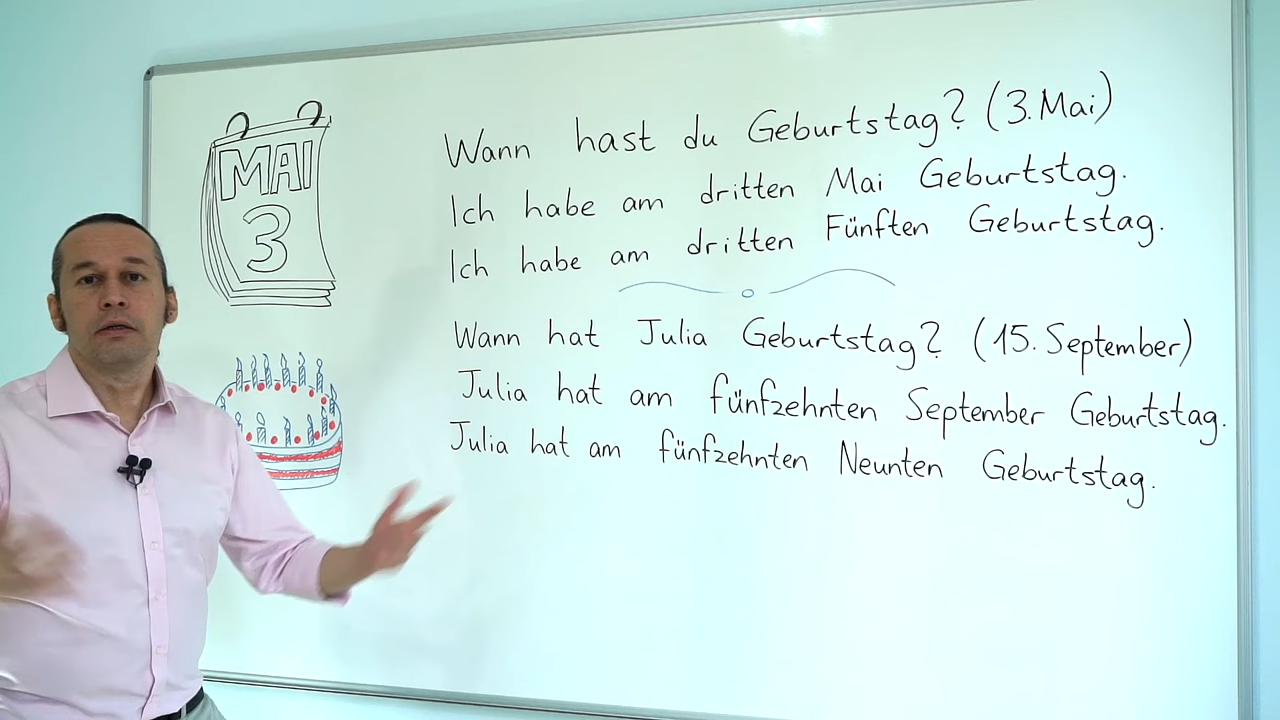 MAI
3
Wann hast du Geburtstag? (3. Mai)
Ich habe am dritten Mai Geburtstag.
Ich habe am dritten Fünften Geburtstag.
Wann hat Julia Geburtstag? (15. September)
Julia hat am fünfzehnten September Geburtstag.
Julia hat am fünfzehnten Neunten Geburtstag.